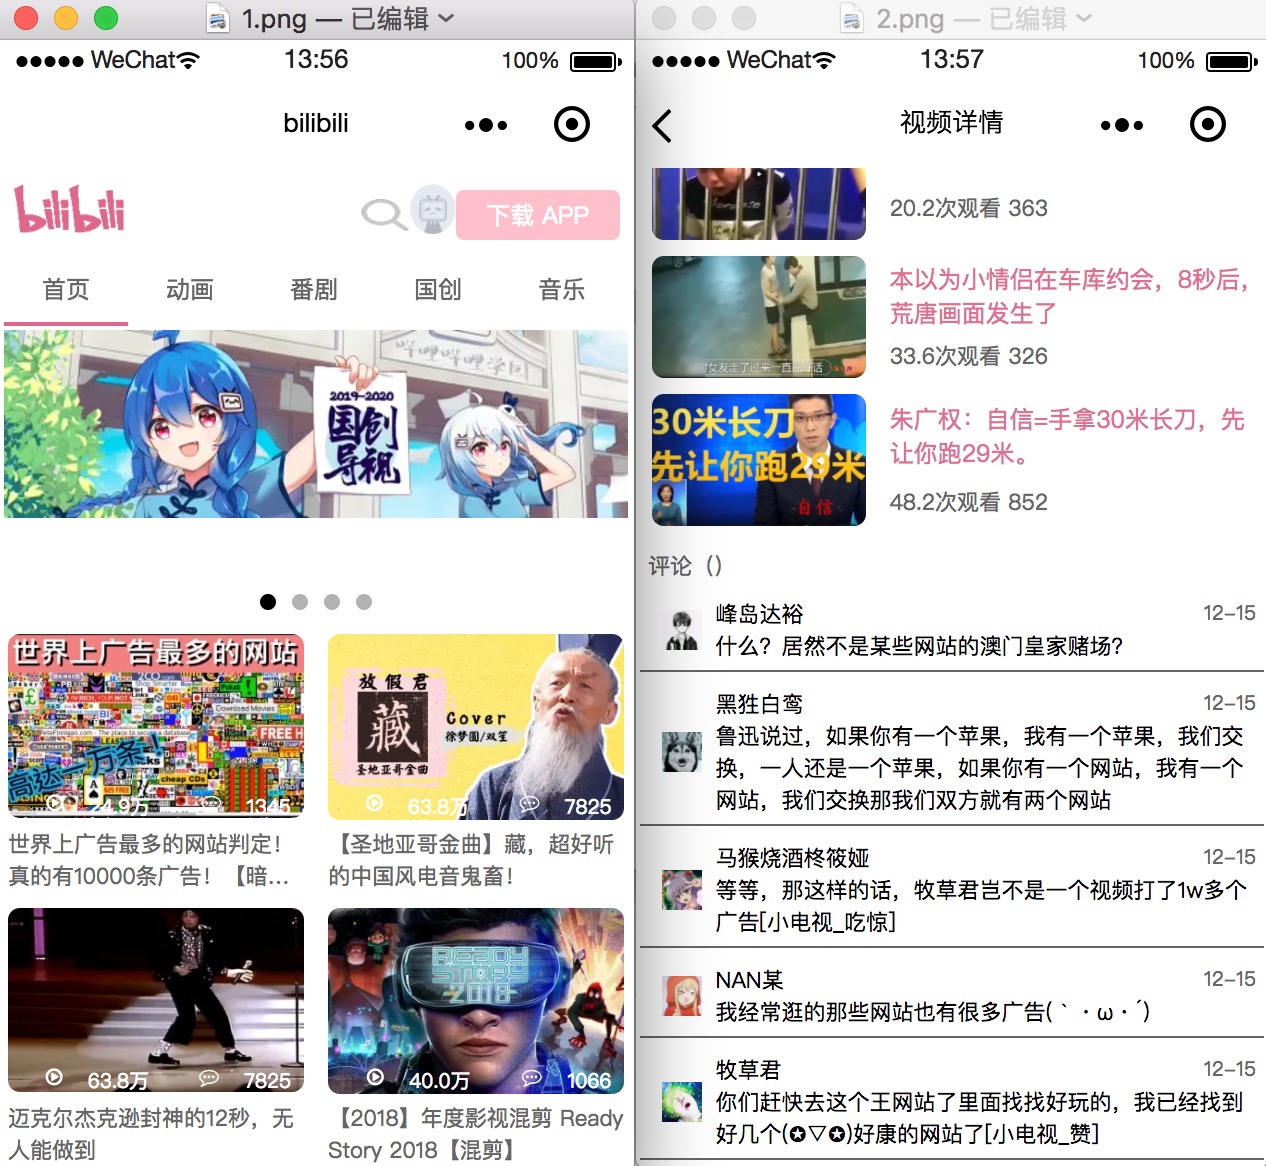 1.png — 已编辑
WeChat
13:56
100%
bilibili
bilibili
下载 APP
首页
动画
番剧
国创
音乐
哔哩哔哩学园
2019-2020
国创
导视
世界上广告最多的网站
高达一万条!
cheap CDs
Download Movies
FREE
1345
世界上广告最多的网站判定！
真的有10000条广告！【暗...
放假君
藏
Cover
徐梦圆/双笙
圣地亚哥金曲
63.8万
7825
【圣地亚哥金曲】藏，超好听
的中国风电音鬼畜！
63.8万
7825
迈克尔杰克逊封神的12秒，无
人能做到
READY
STORY
2018
40.0万
1066
【2018】年度影视混剪 Ready
Story 2018【混剪】
2.png — 已编辑
WeChat
13:57
100%
视频详情
20.2次观看 363
本以为小情侣在车库约会，8秒后，
荒唐画面发生了
33.6次观看 326
30米长刀
先让你跑29米
自信
朱广权：自信=手拿30米长刀，先
让你跑29米。
48.2次观看 852
评论（）
峰岛达裕
12-15
什么？居然不是某些网站的澳门皇家赌场？
黑独白鸾
12-15
鲁迅说过，如果你有一个苹果，我有一个苹果，我们交
换，一人还是一个苹果，如果你有一个网站，我有一个
网站，我们交换那我们双方就有两个网站
马猴烧酒柊筱娅
12-15
等等，那这样的话，牧草君岂不是一个视频打了1w多个
广告[小电视_吃惊]
NAN某
12-15
我经常逛的那些网站也有很多广告(｀・ω・´)
牧草君
12-15
你们赶快去这个王网站了里面找找好玩的，我已经找到
好几个(✪▽✪)好康的网站了[小电视_赞]